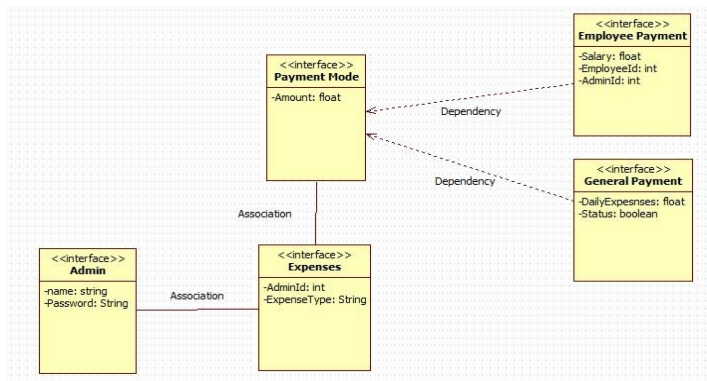 <<interface>>
Employee Payment
-Salary: float
-EmployeeId: int
-AdminId: int
<<interface>>
Payment Mode
-Amount: float
Dependency
Dependency
<<interface>>
General Payment
-DailyExpesnses: float
-Status: boolean
Association
<<interface>>
Admin
-name: string
-Password: String
Association
<<interface>>
Expenses
-AdminId: int
-ExpenseType: String